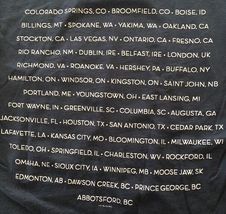 COLORADO SPRINGS, CO • BROOMFIELD, CO • BOISE, ID
BILLINGS, MT • SPOKANE, WA • YAKIMA, WA • OAKLAND, CA
STOCKTON, CA • LAS VEGAS, NV • ONTARIO, CA • FRESNO, CA
RIO RANCHO, NM • DUBLIN, IRE • BELFAST, IRE • LONDON, UK
RICHMOND, VA • ROANOKE, VA • HERSHEY, PA • BUFFALO, NY
HAMILTON, ON • WINDSOR, ON • KINGSTON, ON • SAINT JOHN, NB
PORTLAND, ME • YOUNGSTOWN, OH • EAST LANSING, MI
FORT WAYNE, IN • GREENVILLE, SC • COLUMBIA, SC • AUGUSTA, GA
JACKSONVILLE, FL • HOUSTON, TX • SAN ANTONIO, TX • CEDAR PARK, TX
LAFAYETTE, LA • KANSAS CITY, MO • BLOOMINGTON, IL • MILWAUKEE, WI
TOLEDO, OH • SPRINGFIELD, IL • CHARLESTON, WV • ROCKFORD, IL
OMAHA, NE • SIOUX CITY, IA • WINNIPEG, MB • MOOSE JAW, SK
EDMONTON, AB • DAWSON CREEK, BC • PRINCE GEORGE, BC
ABBOTSFORD, BC